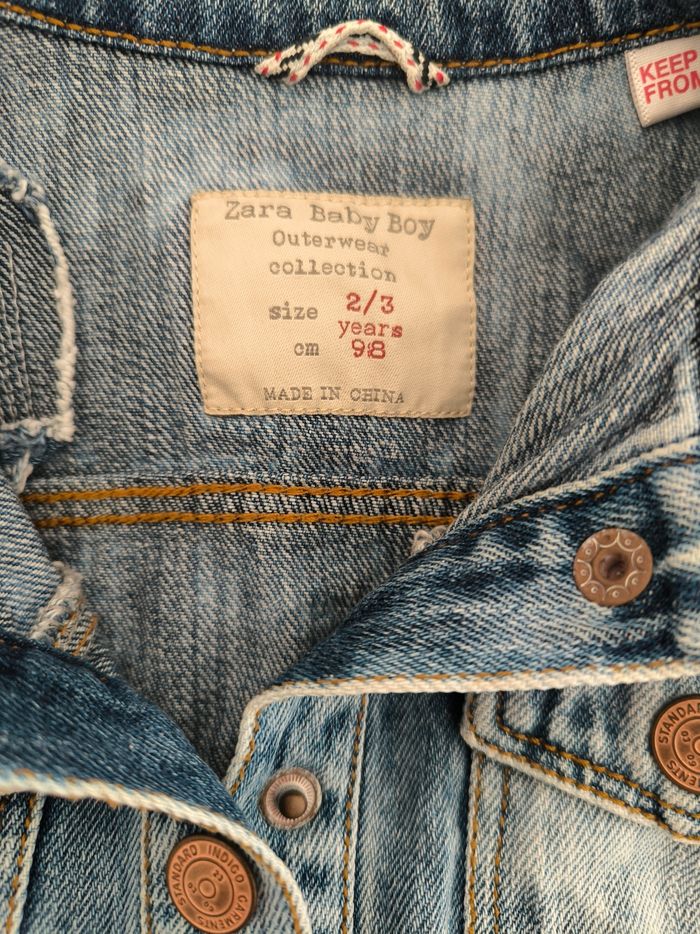 KEEP
FROM
Zara Baby Boy
Outerwear
collection
size 2/3
years
cm 98
MADE IN CHINA
STANDARD INDIGO GARMENTS